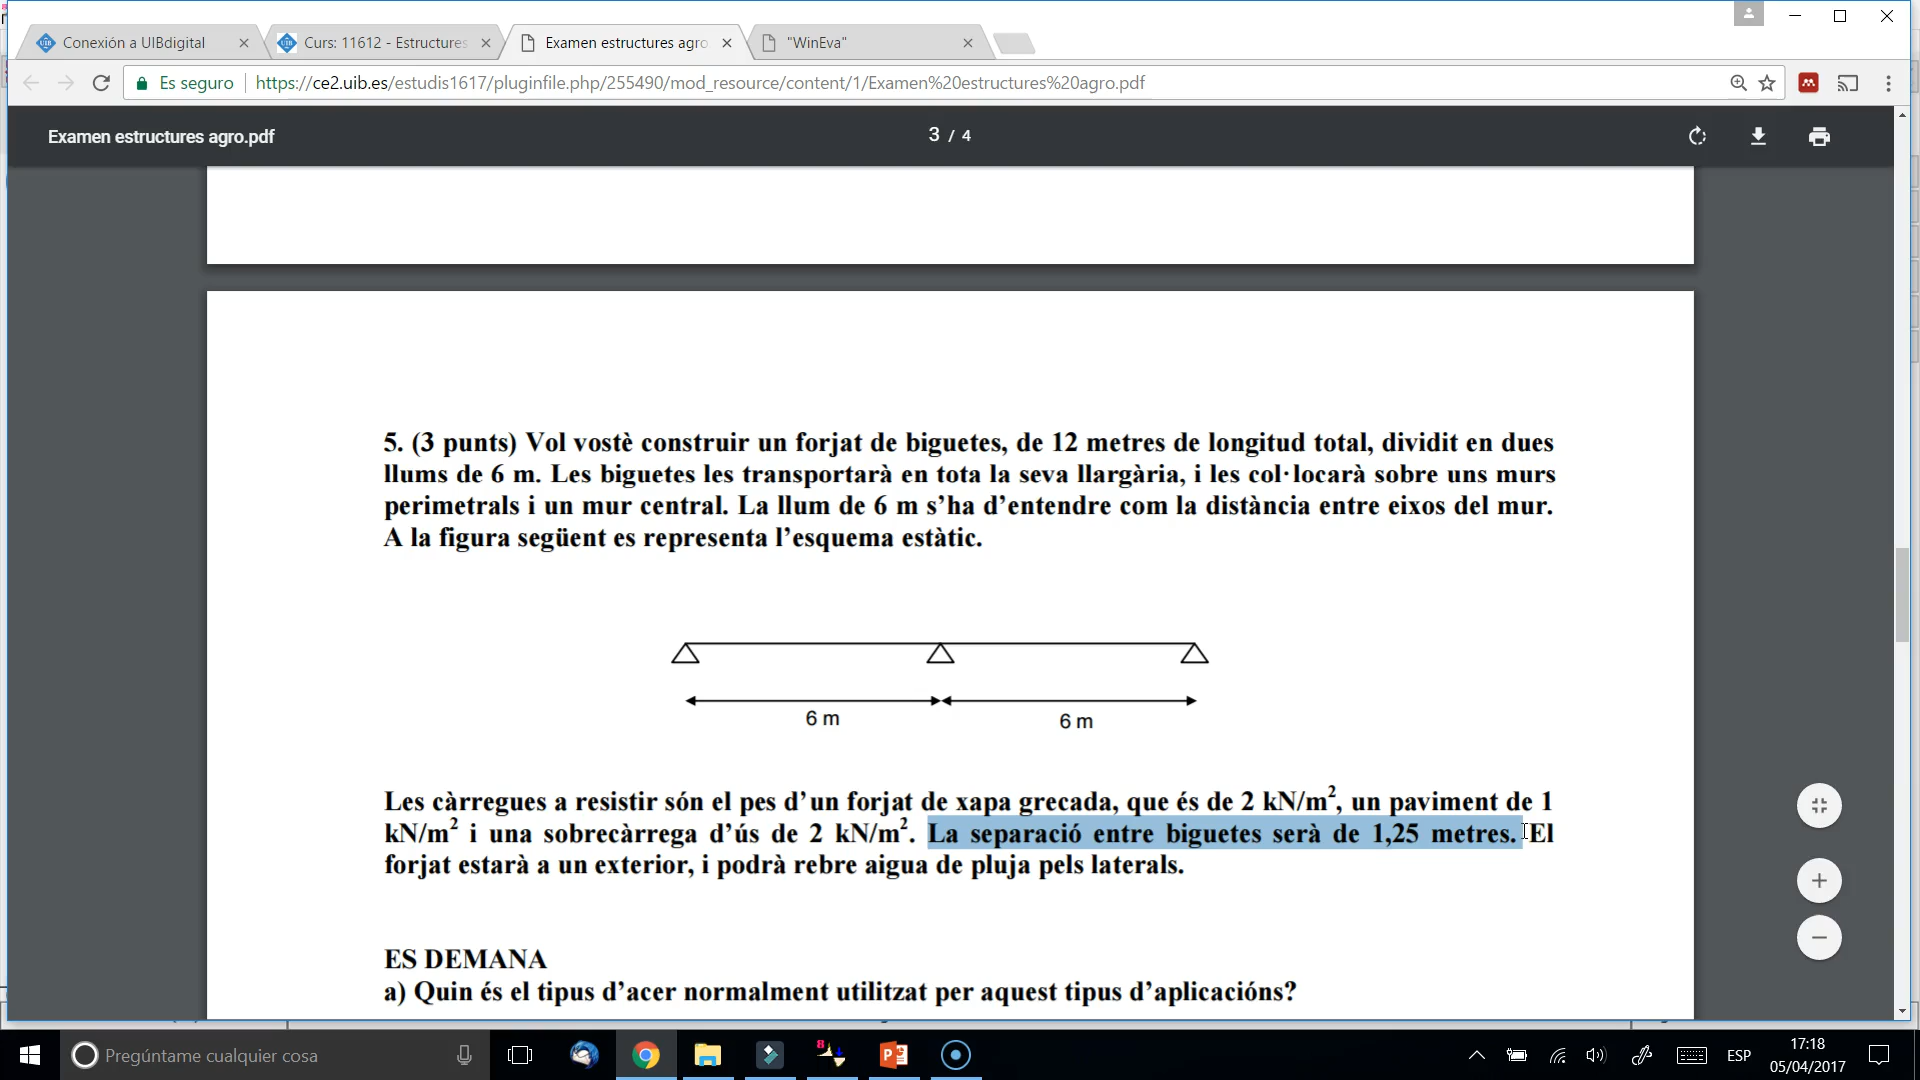 Conexión a UIBdigital
Curs: 11612 - Estructures
Examen estructures agro
"WinEva"
Es seguro
https://ce2.uib.es/estudis1617/pluginfile.php/255490/mod_resource/content/1/Examen%20estructures%20agro.pdf
Examen estructures agro.pdf
3 / 4
5. (3 punts) Vol vostè construir un forjat de biguetes, de 12 metres de longitud total, dividit en dues
llums de 6 m. Les biguetes les transportarà en tota la seva llargària, i les col·locarà sobre uns murs
perimetrals i un mur central. La llum de 6 m s'ha d'entendre com la distància entre eixos del mur.
A la figura següent es representa l'esquema estàtic.
6 m
6 m
Les càrregues a resistir són el pes d'un forjat de xapa grecada, que és de 2 kN/m², un paviment de 1
kN/m² i una sobrecàrrega d'ús de 2 kN/m². La separació entre biguetes serà de 1,25 metres. El
forjat estarà a un exterior, i podrà rebre aigua de pluja pels laterals.
ES DEMANA
a) Quin és el tipus d'acer normalment utilitzat per aquest tipus d'aplicacións?
Pregúntame cualquier cosa
8
ESP
17:18
05/04/2017